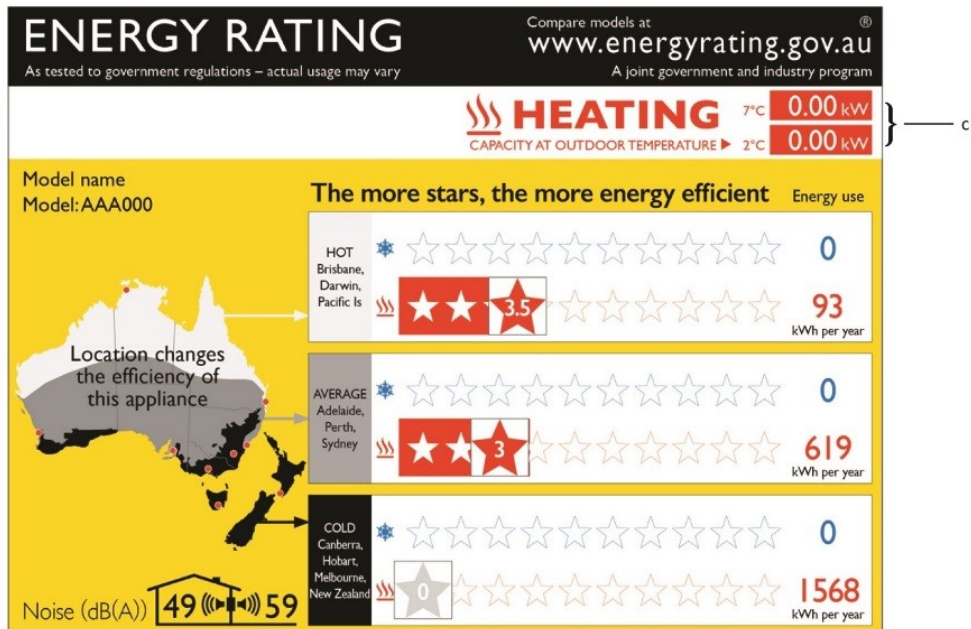 ENERGY RATING
As tested to government regulations – actual usage may vary
Compare models at
®
www.energyrating.gov.au
A joint government and industry program
HEATING
CAPACITY AT OUTDOOR TEMPERATURE ▶
7°C 0.00 kW
2°C 0.00 kW
c
Model name
Model: AAA000
The more stars, the more energy efficient
Energy use
Location changes
the efficiency of
this appliance
HOT
Brisbane,
Darwin,
Pacific Is
0
3.5
93
kWh per year
AVERAGE
Adelaide,
Perth,
Sydney
0
3
619
kWh per year
COLD
Canberra,
Hobart,
Melbourne,
New Zealand
0
0
1568
kWh per year
Noise (dB(A)) 49 59